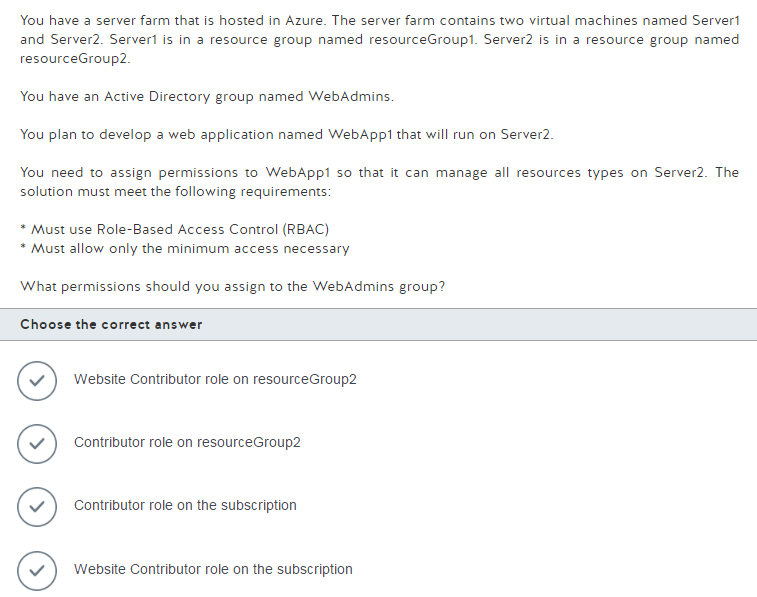 You have a server farm that is hosted in Azure. The server farm contains two virtual machines named Server1
and Server2. Server1 is in a resource group named resourceGroup1. Server2 is in a resource group named
resourceGroup2.
You have an Active Directory group named WebAdmins.
You plan to develop a web application named WebApp1 that will run on Server2.
You need to assign permissions to WebApp1 so that it can manage all resources types on Server2. The
solution must meet the following requirements:
* Must use Role-Based Access Control (RBAC)
* Must allow only the minimum access necessary
What permissions should you assign to the WebAdmins group?
Choose the correct answer
Website Contributor role on resourceGroup2
Contributor role on resourceGroup2
Contributor role on the subscription
Website Contributor role on the subscription